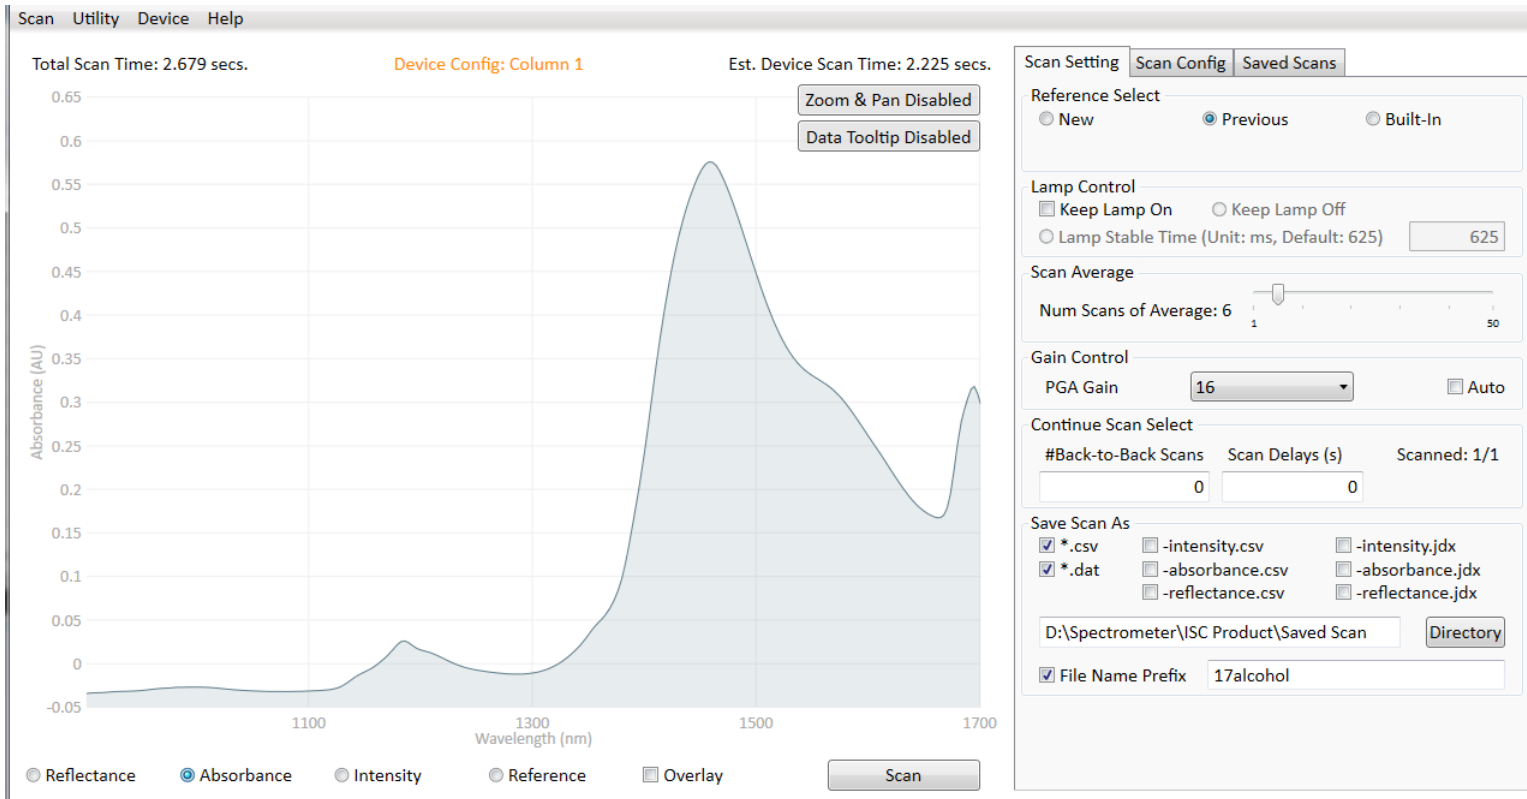 Scan Utility Device Help
Total Scan Time: 2.679 secs. Device Config: Column 1 Est. Device Scan Time: 2.225 secs.
Zoom & Pan Disabled
Data Tooltip Disabled
0.65
0.6
0.55
0.5
0.45
0.4
0.35
0.3
0.25
0.2
0.15
0.1
0.05
0
-0.05
Absorbance (AU)
1100 1300 1500 1700
Wavelength (nm)
Reflectance Absorbance Intensity Reference Overlay Scan
Scan Setting Scan Config Saved Scans
Reference Select
New Previous Built-In
Lamp Control
Keep Lamp On Keep Lamp Off
Lamp Stable Time (Unit: ms, Default: 625) 625
Scan Average
Num Scans of Average: 6
1 50
Gain Control
PGA Gain 16 Auto
Continue Scan Select
#Back-to-Back Scans Scan Delays (s) Scanned: 1/1
0 0
Save Scan As
*.csv -intensity.csv -intensity.jdx
*.dat -absorbance.csv -absorbance.jdx
-reflectance.csv -reflectance.jdx
D:\Spectrometer\ISC Product\Saved Scan Directory
File Name Prefix 17alcohol